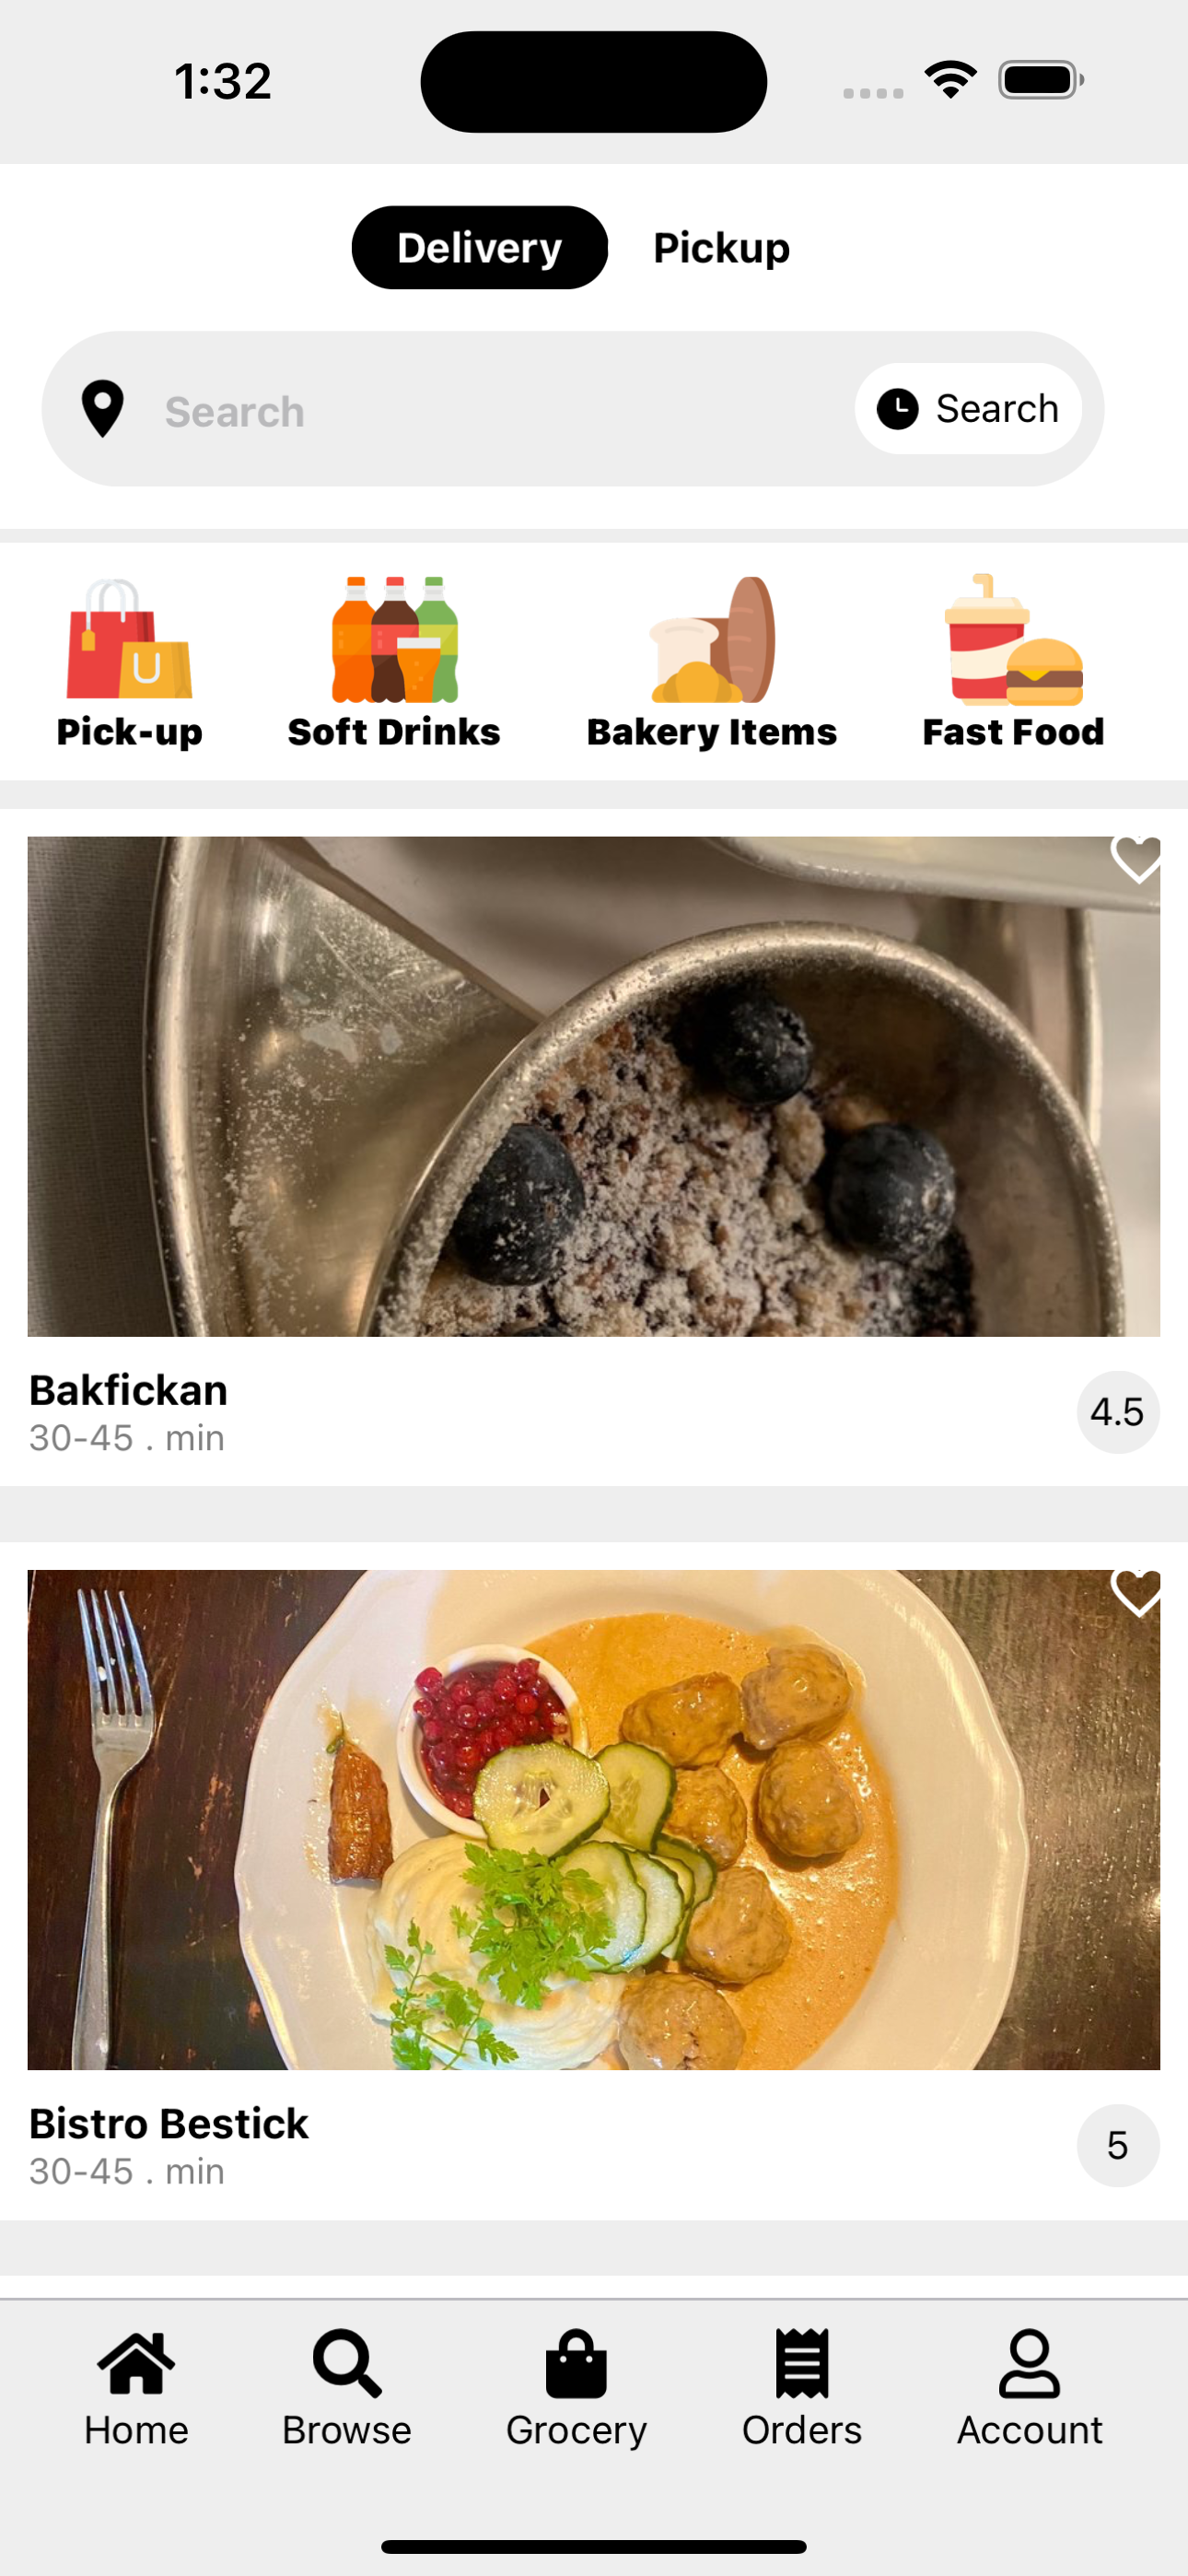 1:32
Delivery Pickup
Search Search
Pick-up Soft Drinks Bakery Items Fast Food
Bakfickan
30-45 . min
4.5
Bistro Bestick
30-45 . min
5
Home Browse Grocery Orders Account